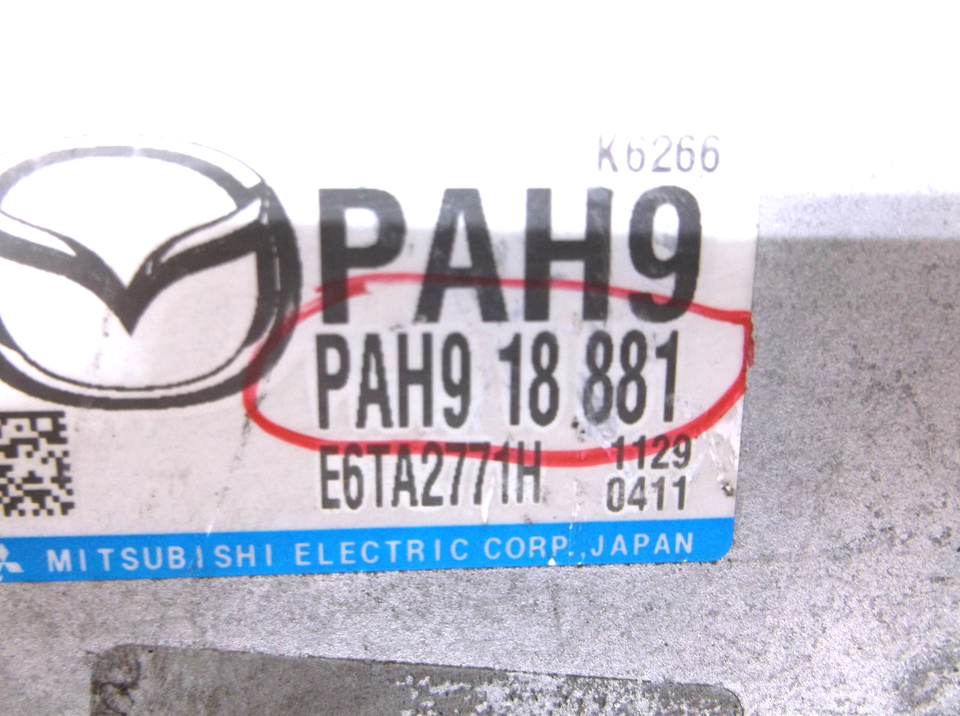 K6266
PAH9
PAH9 18 881
E6TA2771H 1129
0411
MITSUBISHI ELECTRIC CORP., JAPAN